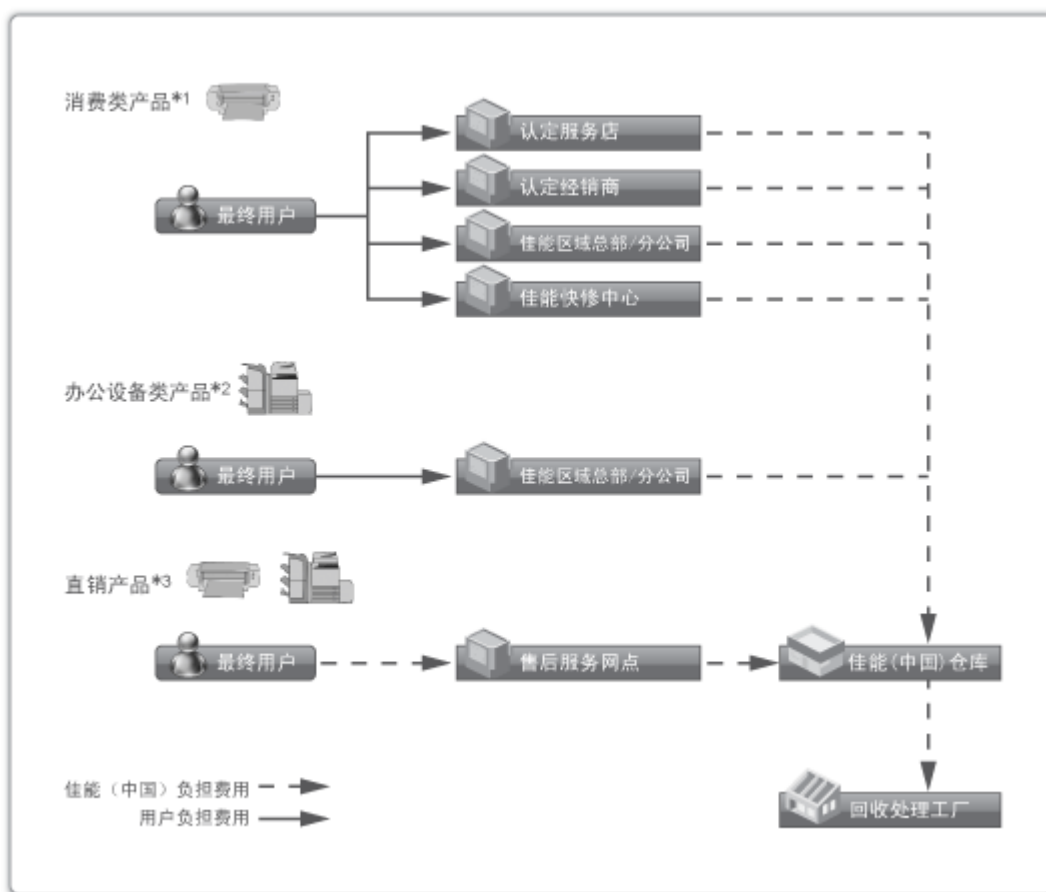 消费类产品*1
认定服务店
认定经销商
最终用户
佳能区域总部/分公司
佳能快修中心
办公设备类产品*2
最终用户
佳能区域总部/分公司
直销产品*3
最终用户
售后服务网点
佳能(中国)仓库
佳能（中国）负担费用
用户负担费用
回收处理工厂